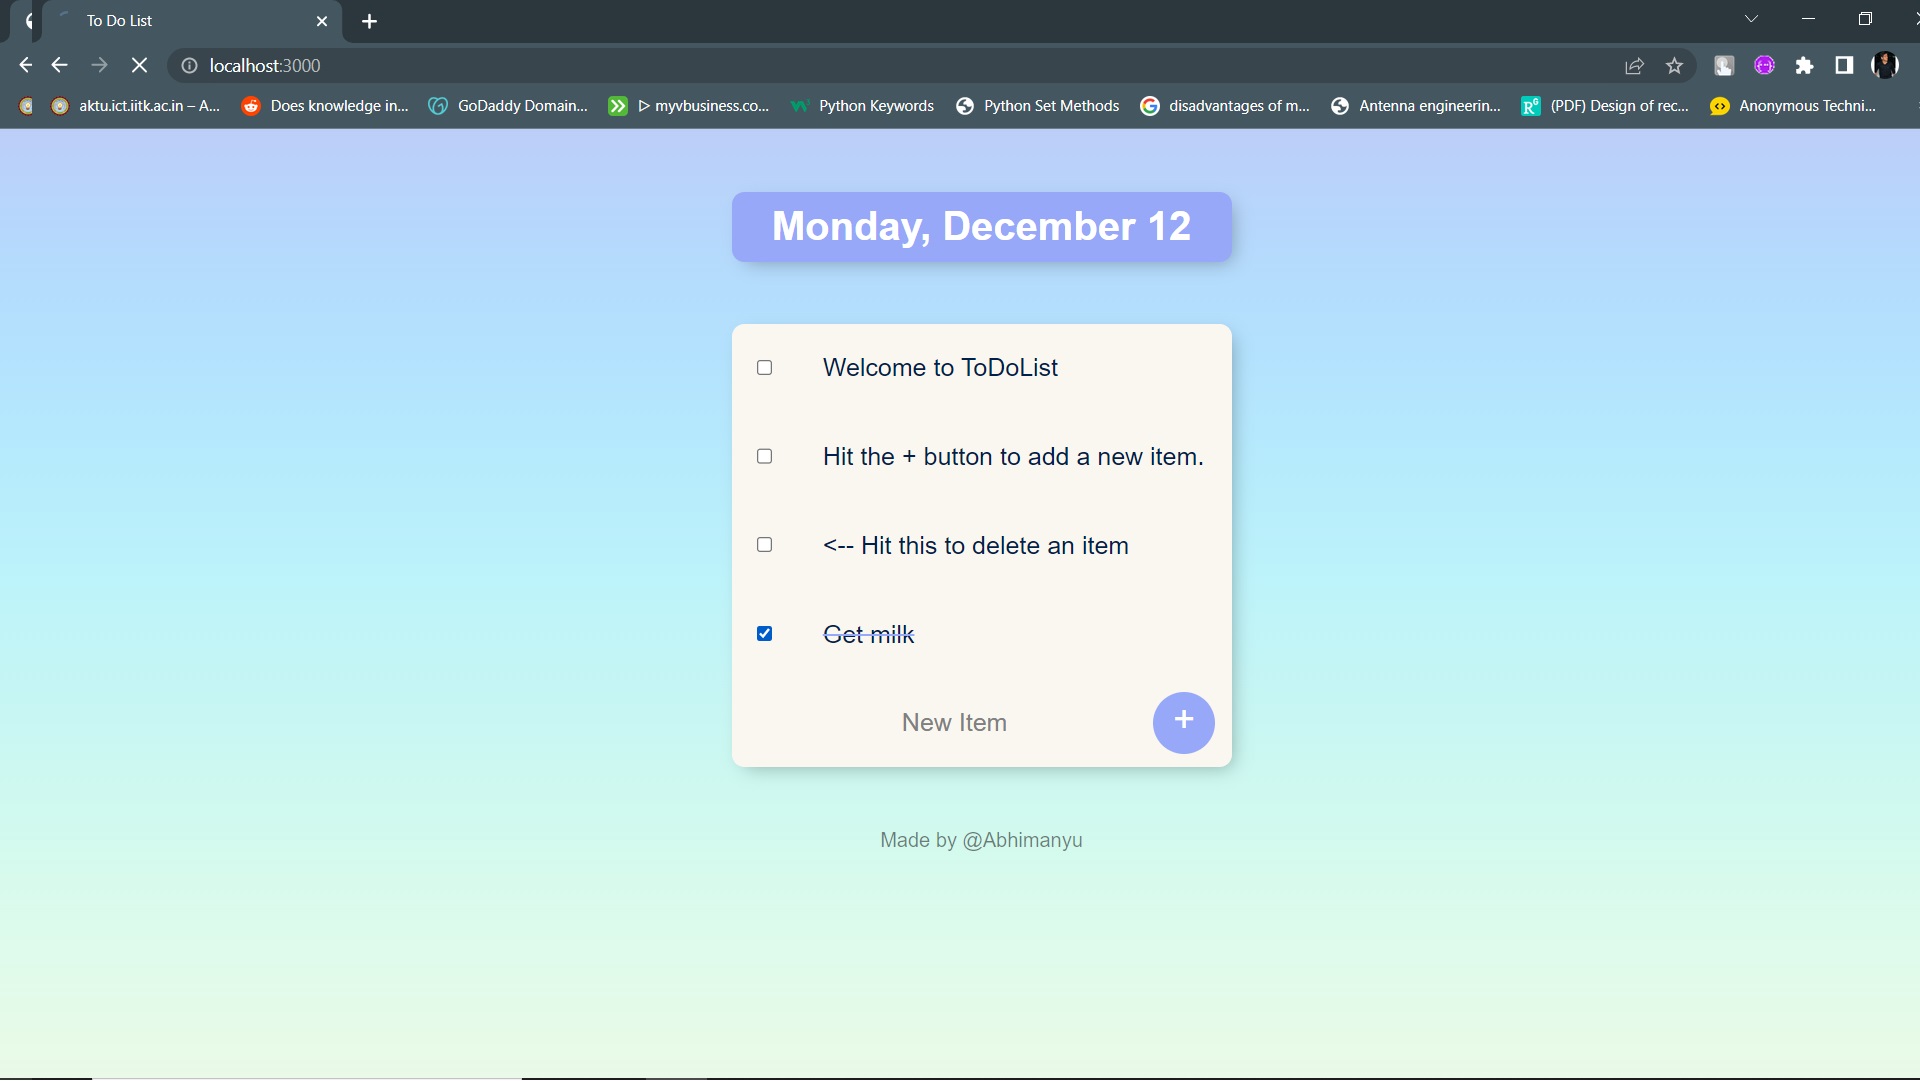 To Do List
localhost:3000
aktu.ict.iitk.ac.in – A...
Does knowledge in...
GoDaddy Domain...
myvbusiness.co...
Python Keywords
Python Set Methods
disadvantages of m...
Antenna engineerin...
(PDF) Design of rec...
Anonymous Techni...
Monday, December 12
Welcome to ToDoList
Hit the + button to add a new item.
<-- Hit this to delete an item
Get milk
New Item
+
Made by @Abhimanyu